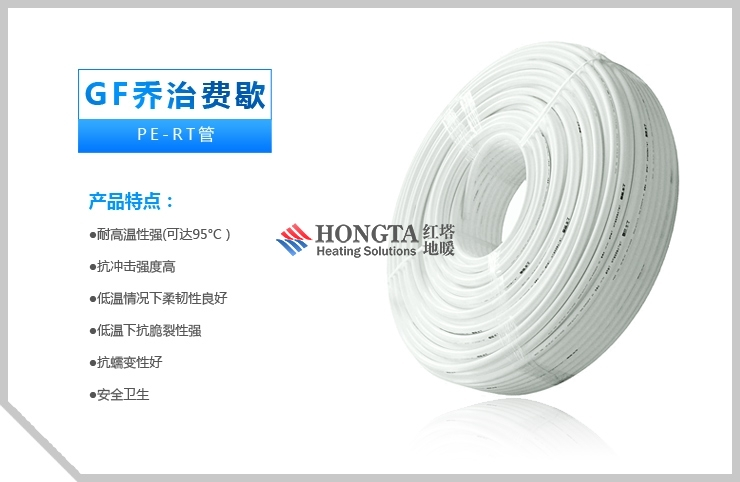 GF乔治费歇
PE-RT管
产品特点：
●耐高温性强(可达95°C )
●抗冲击强度高
●低温情况下柔韧性良好
●低温下抗脆裂性强
●抗蠕变性好
●安全卫生
HONGTA 红塔地暖
Heating Solutions